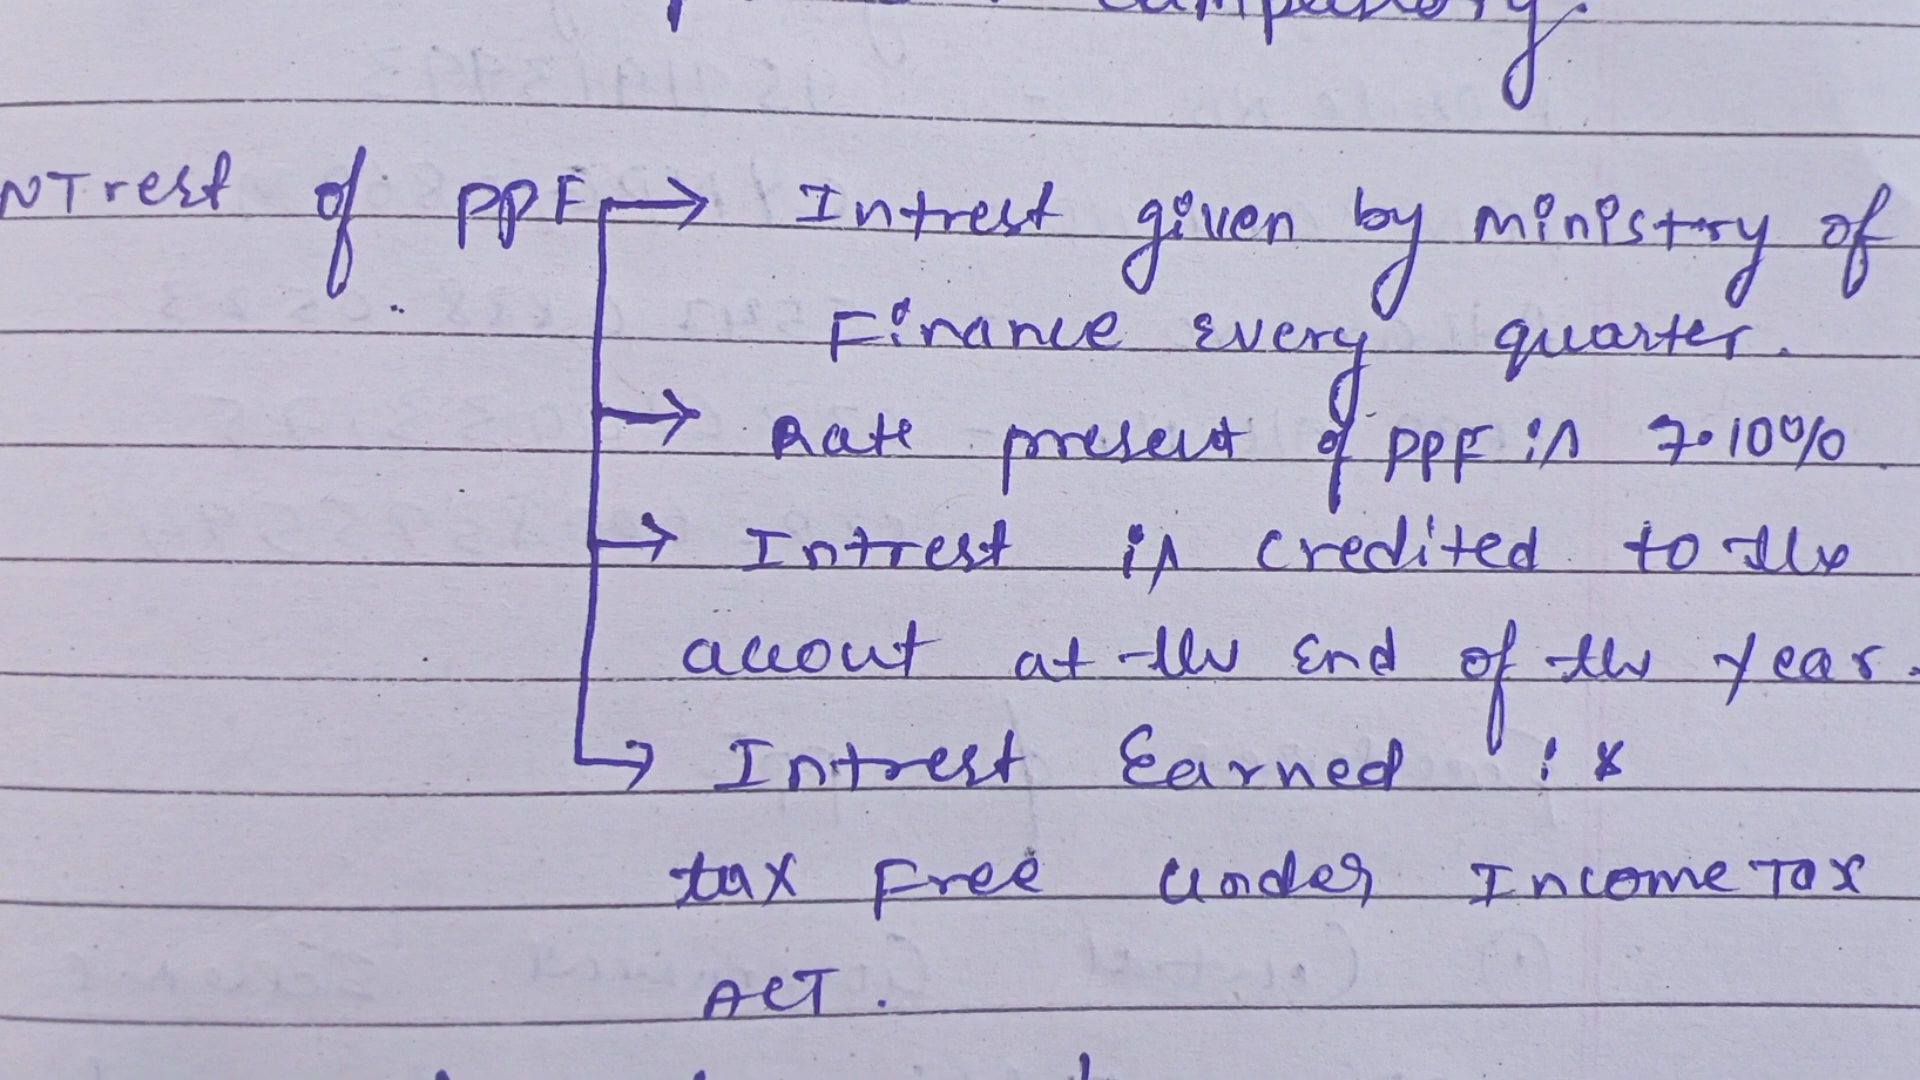 compulsory.
NTrest of PPF → Intrest given by Ministry of
Finance Every quarter.
→ Rate present of PPF is 7.10%
→ Intrest is credited to the
account at the End of the year.
→ Intrest Earned is
tax Free under Income Tax
ACT.